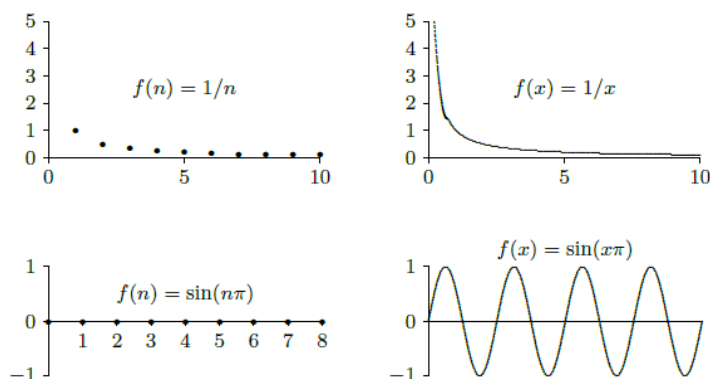 5
4
3
2
1
0
0 5 10
f(n) = 1/n
5
4
3
2
1
0
0 5 10
f(x) = 1/x
1
0
−1
1 2 3 4 5 6 7 8
f(n) = sin(nπ)
1
0
−1
f(x) = sin(xπ)